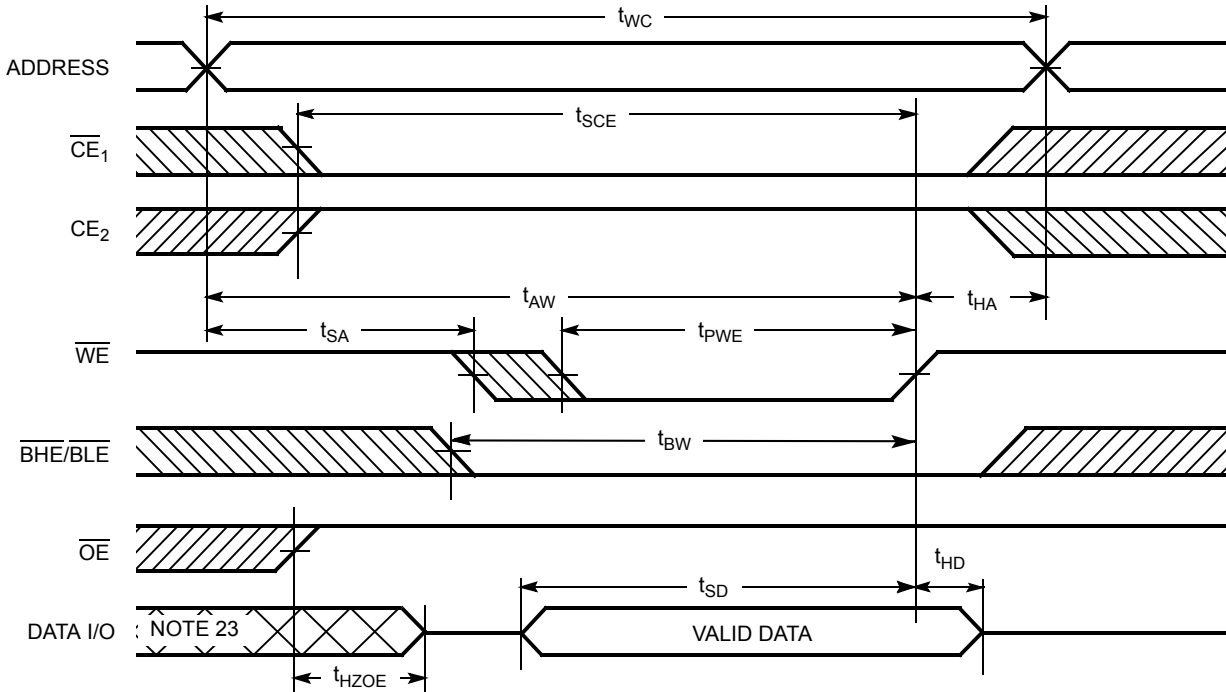 tWC
ADDRESS
tSCE
CE1
CE2
tAW
tHA
tSA
tPWE
WE
tBW
BHE/BLE
OE
tHD
tSD
DATA I/O
NOTE 23
VALID DATA
tHZOE